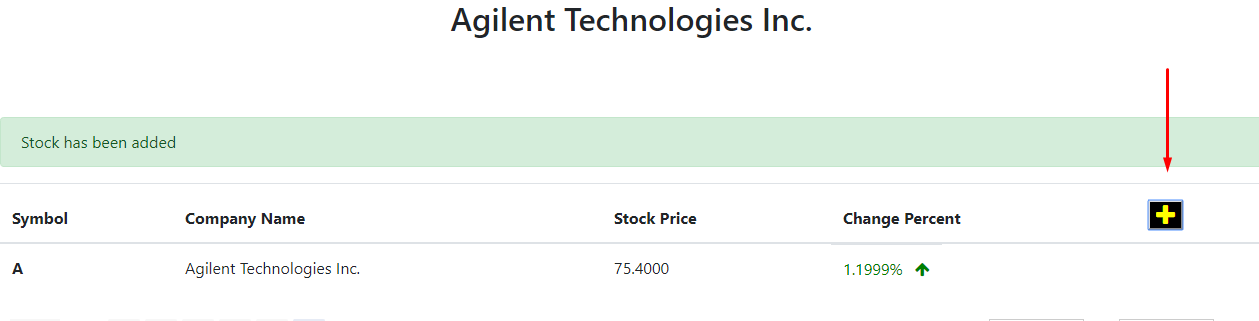 Agilent Technologies Inc.
Stock has been added
Symbol Company Name Stock Price Change Percent
A Agilent Technologies Inc. 75.4000 1.1999%